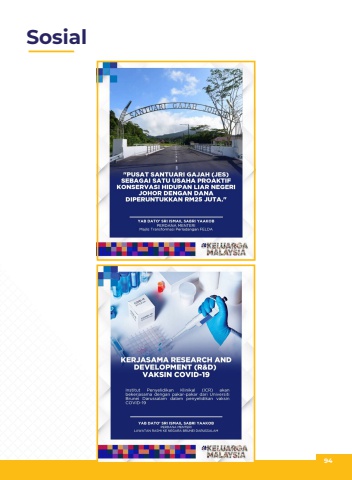 Sosial
SANTUARI GAJAH JOHOR
"PUSAT SANTUARI GAJAH (JES)
SEBAGAI SATU USAHA PROAKTIF
KONSERVASI HIDUPAN LIAR NEGERI
JOHOR DENGAN DANA
DIPERUNTUKKAN RM25 JUTA."
YAB DATO' SRI ISMAIL SABRI YAAKOB
PERDANA MENTERI
Majlis Transformasi Perladangan FELDA
#KELUARGA
MALAYSIA
KERJASAMA RESEARCH AND
DEVELOPMENT (R&D)
VAKSIN COVID-19
Institut Penyelidikan Klinikal (ICR) akan
bekerjasama dengan pakar-pakar dari Universiti
Brunei Darussalam dalam penyelidikan vaksin
COVID-19
YAB DATO' SRI ISMAIL SABRI YAAKOB
PERDANA MENTERI
LAWATAN RASMI KE NEGARA BRUNEI DARUSSALAM
#KELUARGA
MALAYSIA
94